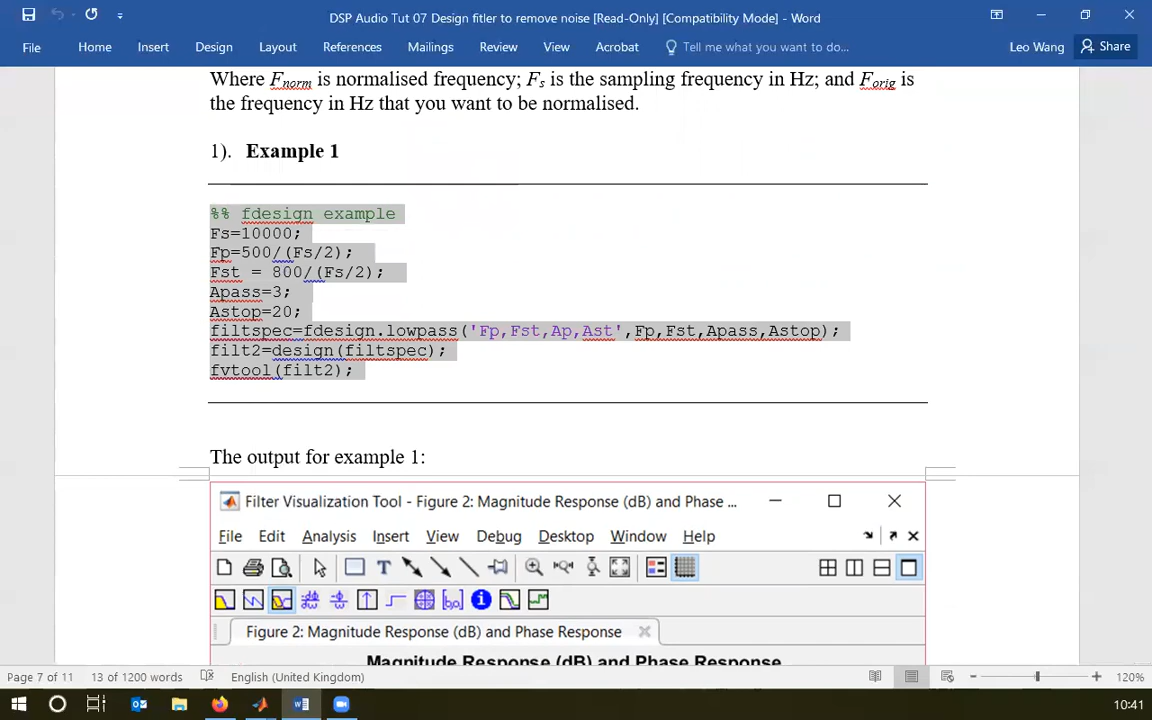 DSP Audio Tut 07 Design fitler to remove noise [Read-Only] [Compatibility Mode] - Word
File Home Insert Design Layout References Mailings Review View Acrobat Tell me what you want to do... Leo Wang Share
Where Fnorm is normalised frequency; Fs is the sampling frequency in Hz; and Forig is
the frequency in Hz that you want to be normalised.
1). Example 1
%% fdesign example
Fs=10000;
Fp=500/(Fs/2);
Fst = 800/(Fs/2);
Apass=3;
Astop=20;
filtspec=fdesign.lowpass('Fp,Fst,Ap,Ast',Fp,Fst,Apass,Astop);
filt2=design(filtspec);
fvtool(filt2);
The output for example 1:
Filter Visualization Tool - Figure 2: Magnitude Response (dB) and Phase ...
File Edit Analysis Insert View Debug Desktop Window Help
Figure 2: Magnitude Response (dB) and Phase Response
Magnitude Response (dB) and Phase Response
Page 7 of 11 13 of 1200 words English (United Kingdom) 120%
10:41